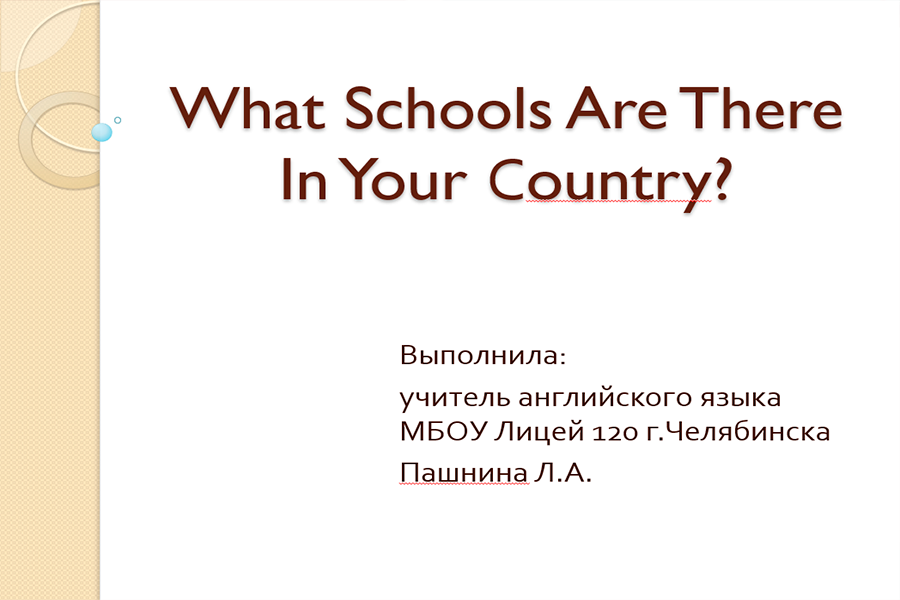 What Schools Are There
In Your Country?
Выполнила:
учитель английского языка
МБОУ Лицей 120 г.Челябинска
Пашнина Л.А.